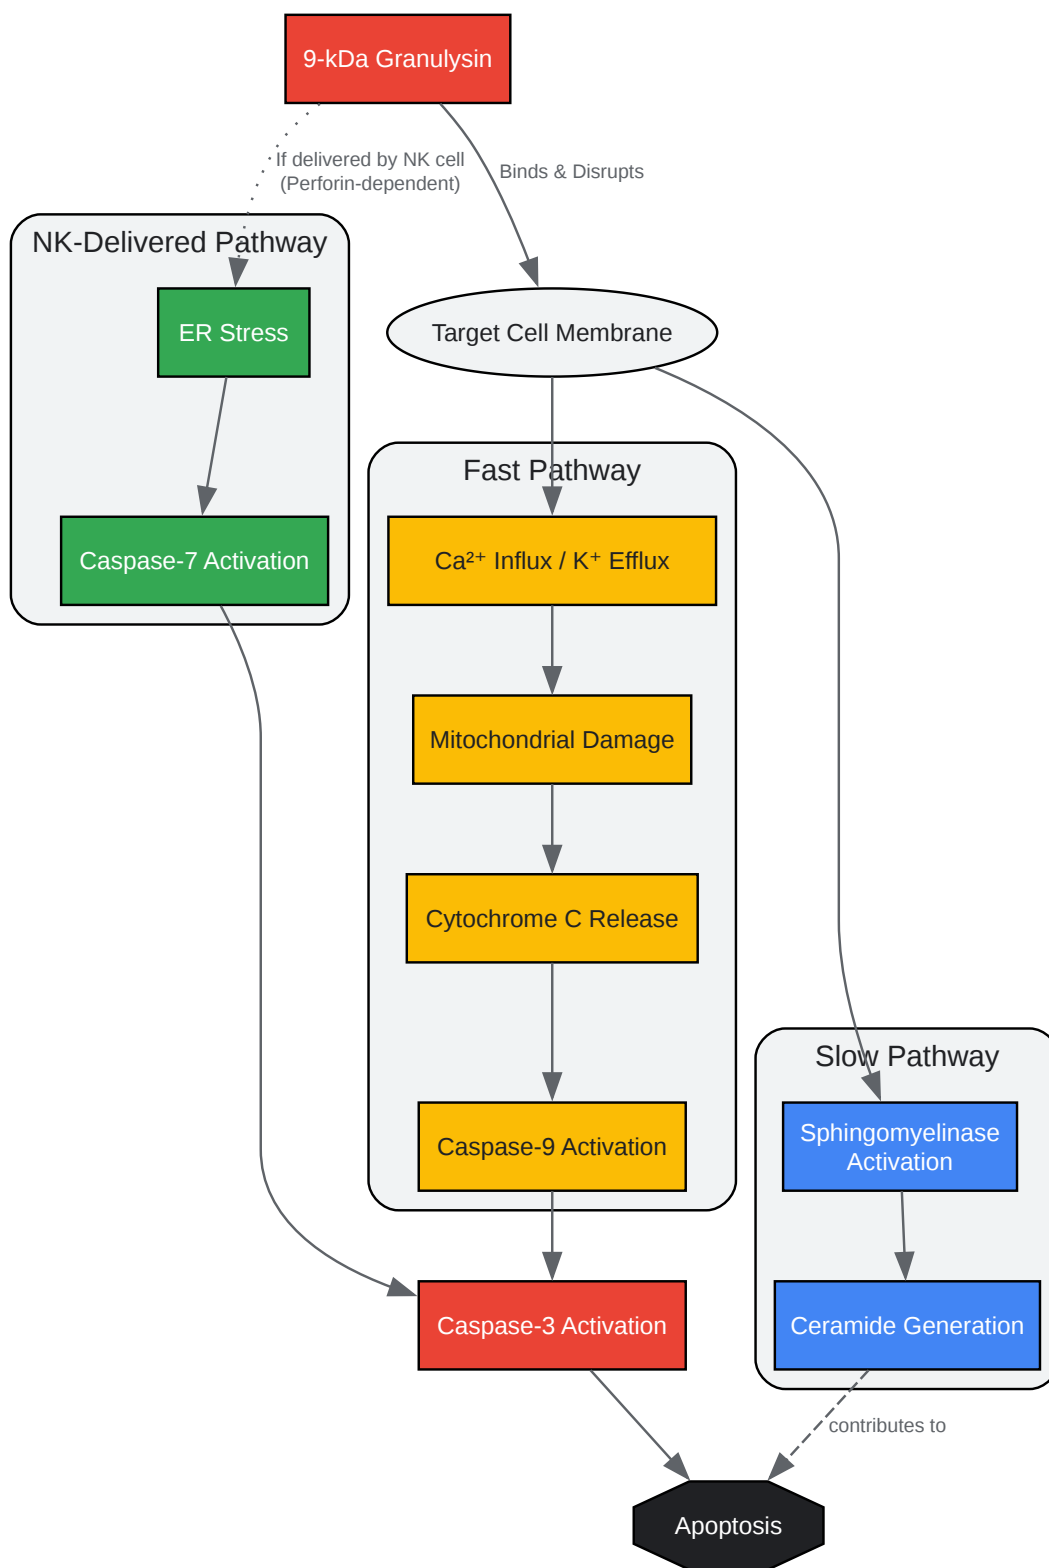 9-kDa Granulysin
If delivered by NK cell
(Perforin-dependent)
Binds & Disrupts
NK-Delivered Pathway
ER Stress
Target Cell Membrane
Fast Pathway
Caspase-7 Activation
Ca²⁺ Influx / K⁺ Efflux
Mitochondrial Damage
Cytochrome C Release
Slow Pathway
Caspase-9 Activation
Sphingomyelinase
Activation
Caspase-3 Activation
Ceramide Generation
contributes to
Apoptosis